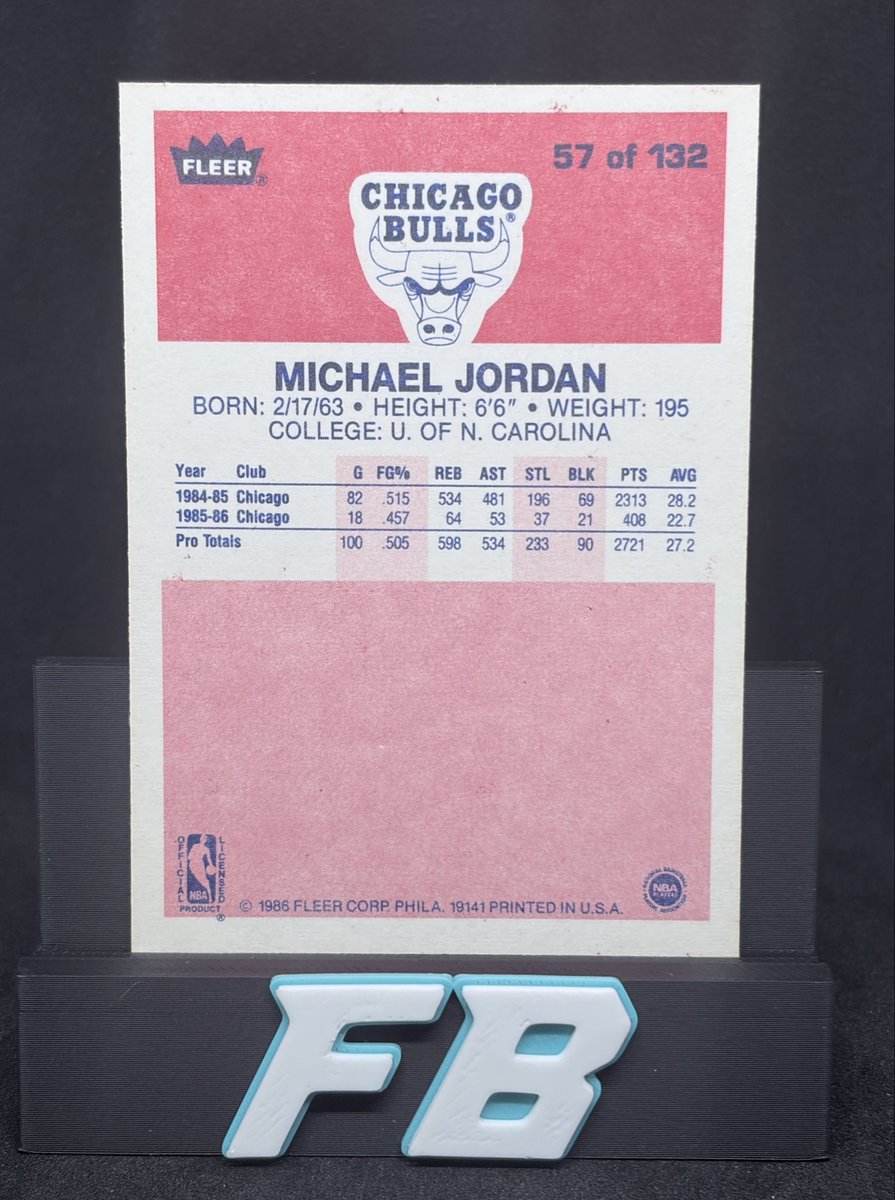 FLEER®
57 of 132
CHICAGO
BULLS®
MICHAEL JORDAN
BORN: 2/17/63 • HEIGHT: 6'6" • WEIGHT: 195
COLLEGE: U. OF N. CAROLINA
Year Club G FG% REB AST STL BLK PTS AVG
1984-85 Chicago 82 .515 534 481 196 69 2313 28.2
1985-86 Chicago 18 .457 64 53 37 21 408 22.7
Pro Totals 100 .505 598 534 233 90 2721 27.2
OFFICIAL
LICENSED
NBA
PRODUCT®
NBA
© 1986 FLEER CORP. PHILA. 19141 PRINTED IN U.S.A.
FB